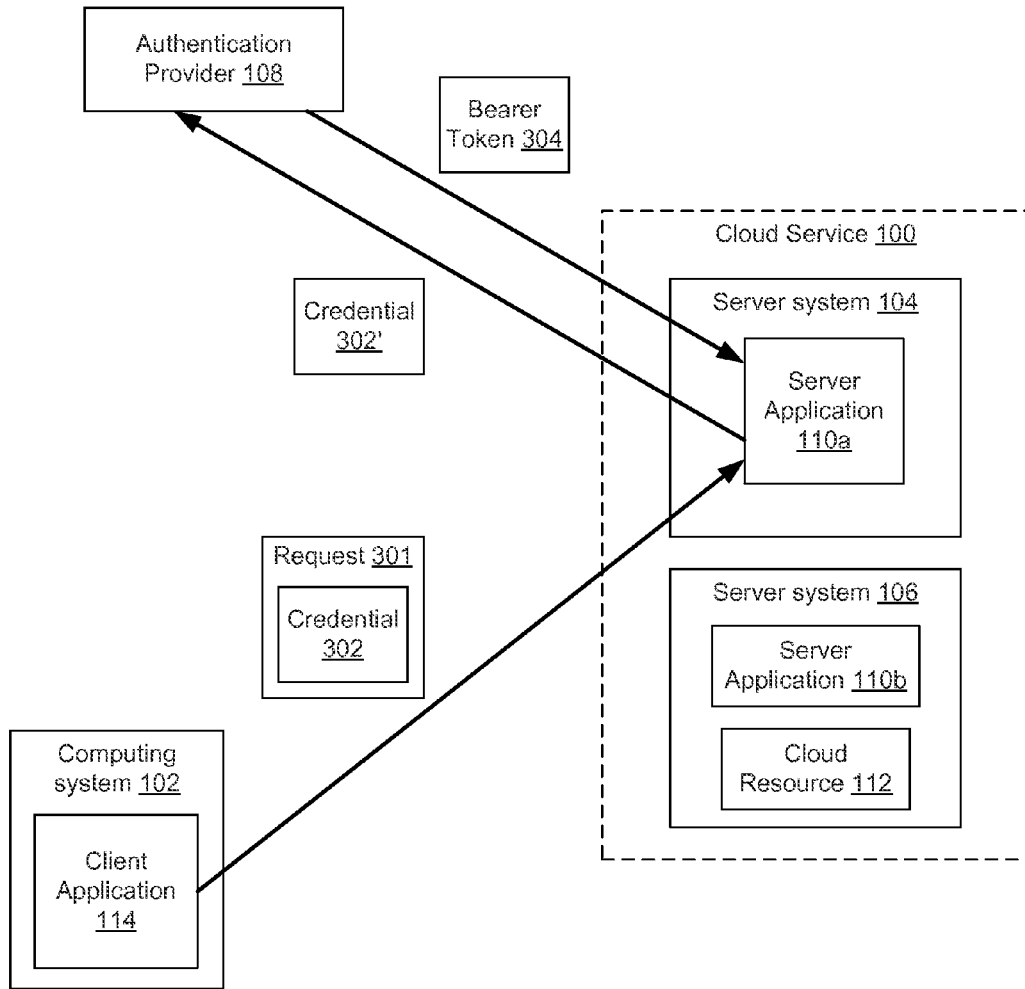 Authentication
Provider 108
Bearer
Token 304
Cloud Service 100
Server system 104
Credential
302'
Server
Application
110a
Request 301
Credential
302
Server system 106
Server
Application 110b
Cloud
Resource 112
Computing
system 102
Client
Application
114